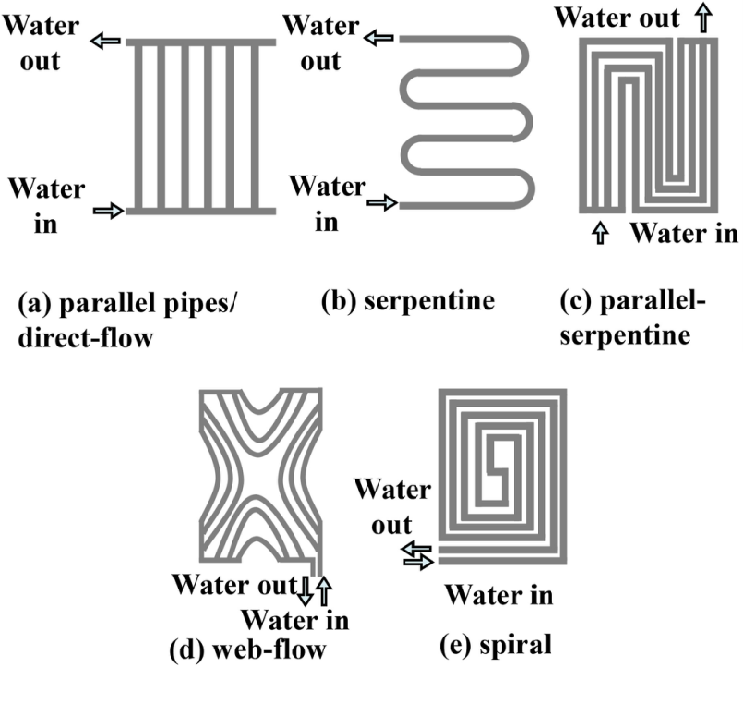 Water
out
Water
in
(a) parallel pipes/
direct-flow
Water
out
Water
in
(b) serpentine
Water out
Water in
(c) parallel-
serpentine
Water out
Water in
(d) web-flow
Water
out
Water in
(e) spiral